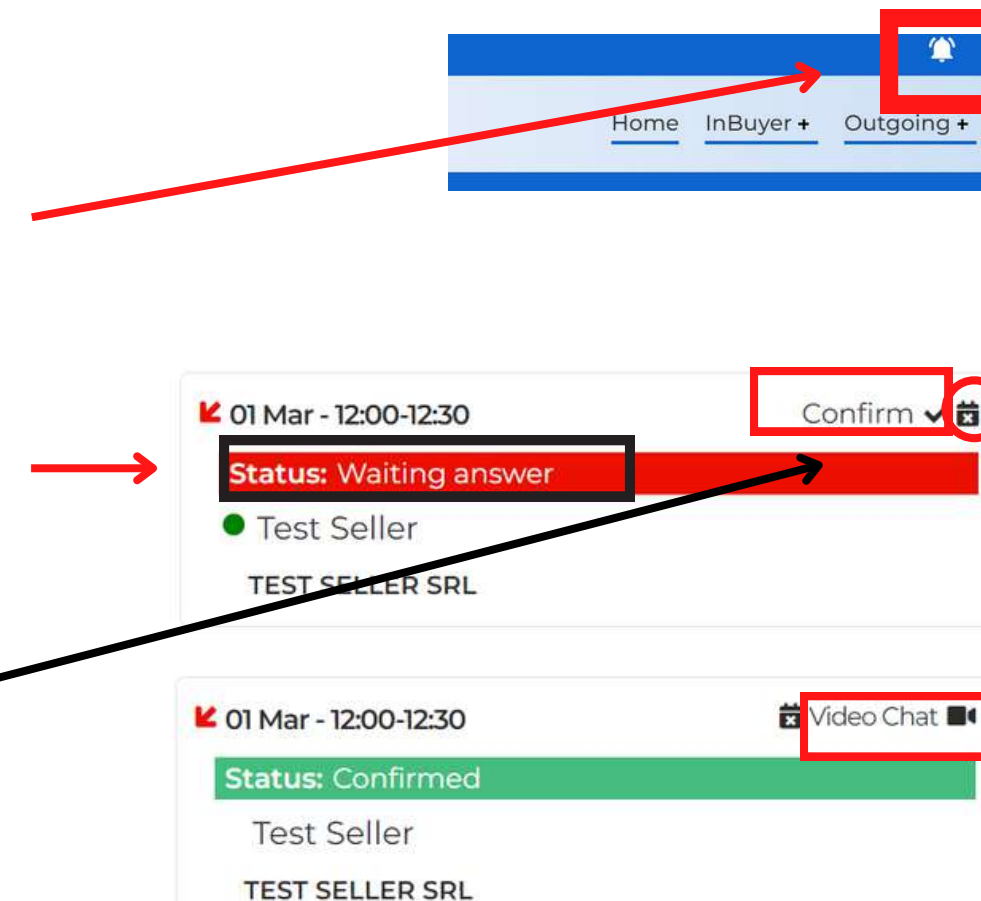 Home InBuyer + Outgoing +
01 Mar - 12:00-12:30 Confirm
Status: Waiting answer
Test Seller
TEST SELLER SRL
01 Mar - 12:00-12:30 Video Chat
Status: Confirmed
Test Seller
TEST SELLER SRL